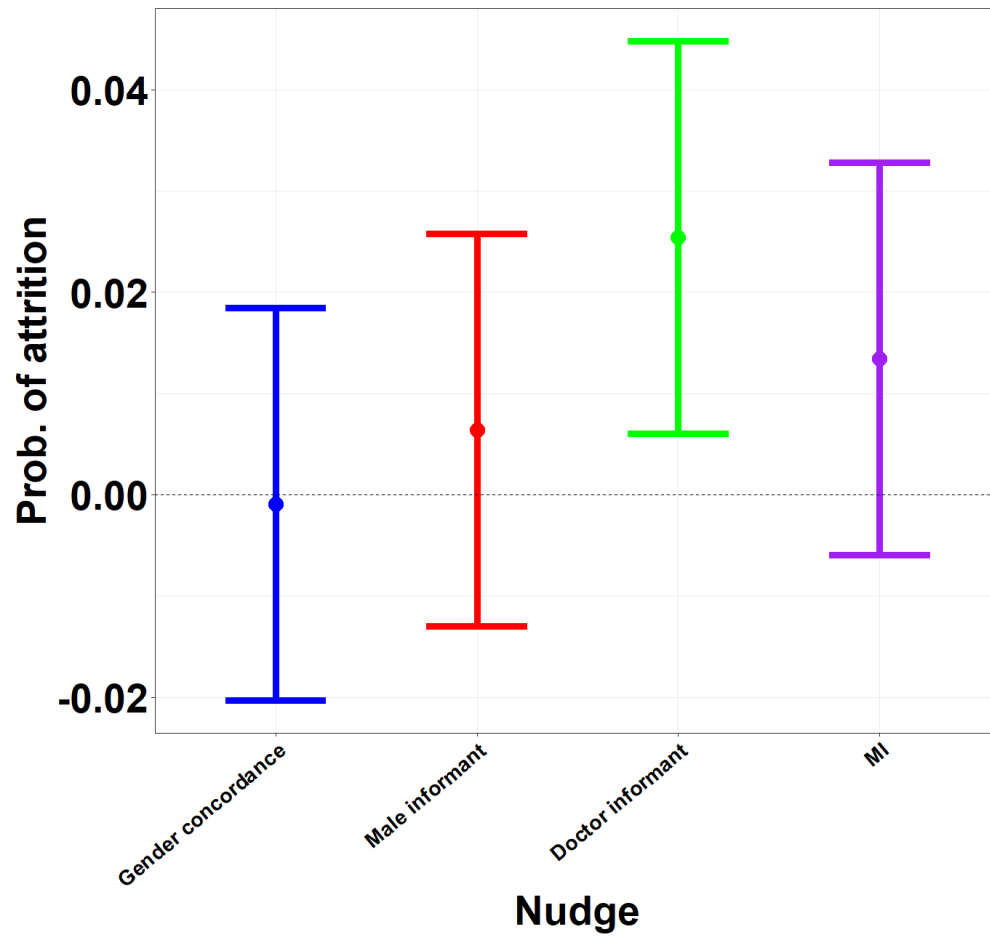 Prob. of attrition
0.04
0.02
0.00
-0.02
Gender concordance
Male informant
Doctor informant
MI
Nudge